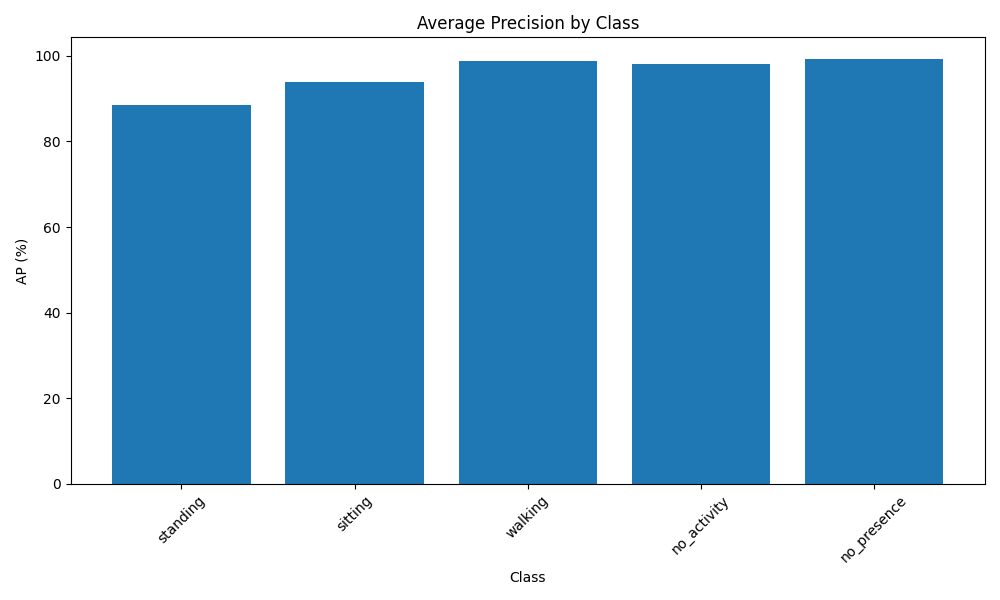 Average Precision by Class
AP (%)
100
80
60
40
20
0
standing
sitting
walking
no_activity
no_presence
Class